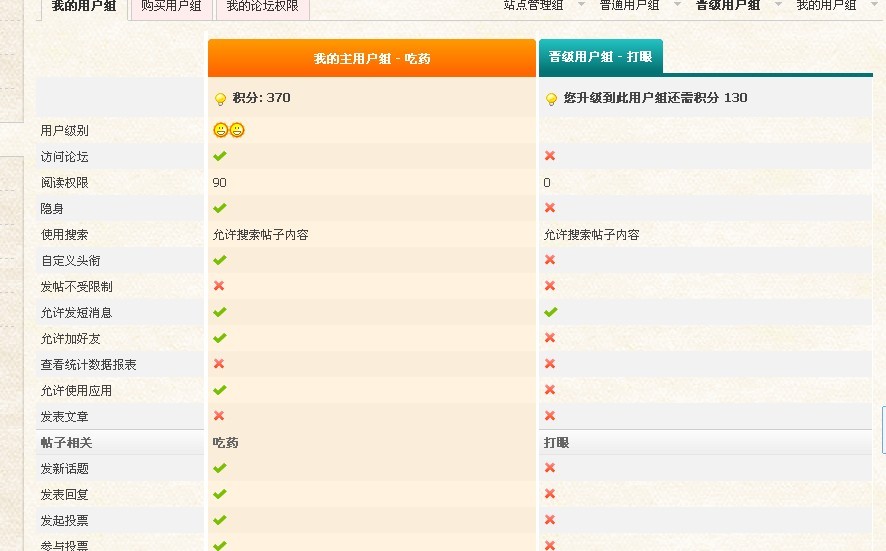 我的用户组 购买用户组 我的论坛权限 站点管理组 普通用户组 晋级用户组 我的用户组
我的主用户组 - 吃药 晋级用户组 - 打眼
积分: 370 您升级到此用户组还需积分 130
用户级别
访问论坛
阅读权限 90 0
隐身
使用搜索 允许搜索帖子内容 允许搜索帖子内容
自定义头衔
发帖不受限制
允许发短消息
允许加好友
查看统计数据报表
允许使用应用
发表文章
帖子相关 吃药 打眼
发新话题
发表回复
发起投票
参与投票